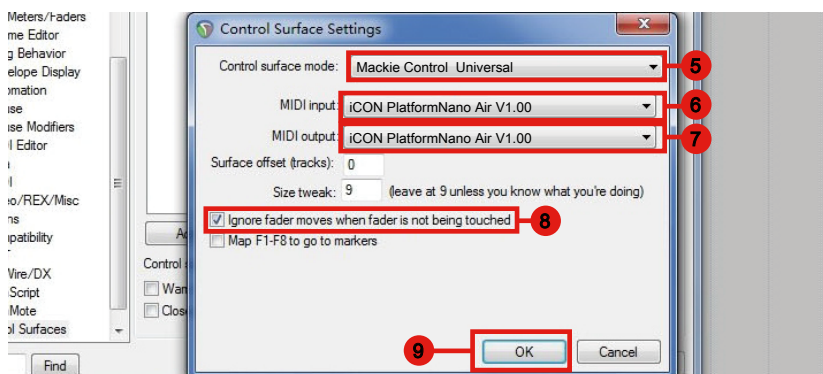 Meters/Faders
me Editor
g Behavior
elope Display
omation
use
use Modifiers
I Editor
eo/REX/Misc
ns
npatibility
Wire/DX
Script
Mote
ol Surfaces
Find
Control
Wan
Clos
Control Surface Settings
Control surface mode: Mackie Control Universal 5
MIDI input: iCON PlatformNano Air V1.00 6
MIDI output: iCON PlatformNano Air V1.00 7
Surface offset (tracks): 0
Size tweak: 9 (leave at 9 unless you know what you're doing)
Ignore fader moves when fader is not being touched 8
Map F1-F8 to go to markers
9 OK Cancel